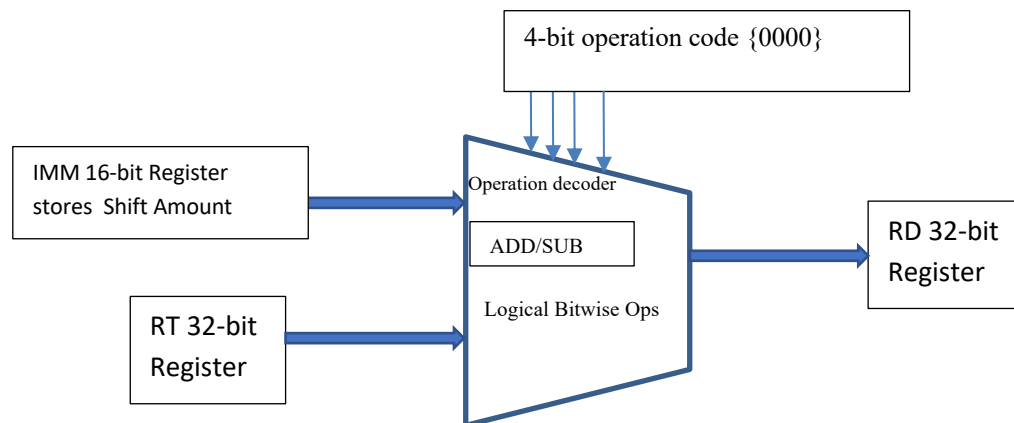 4-bit operation code {0000}
IMM 16-bit Register
stores Shift Amount
Operation decoder
ADD/SUB
Logical Bitwise Ops
RD 32-bit
Register
RT 32-bit
Register